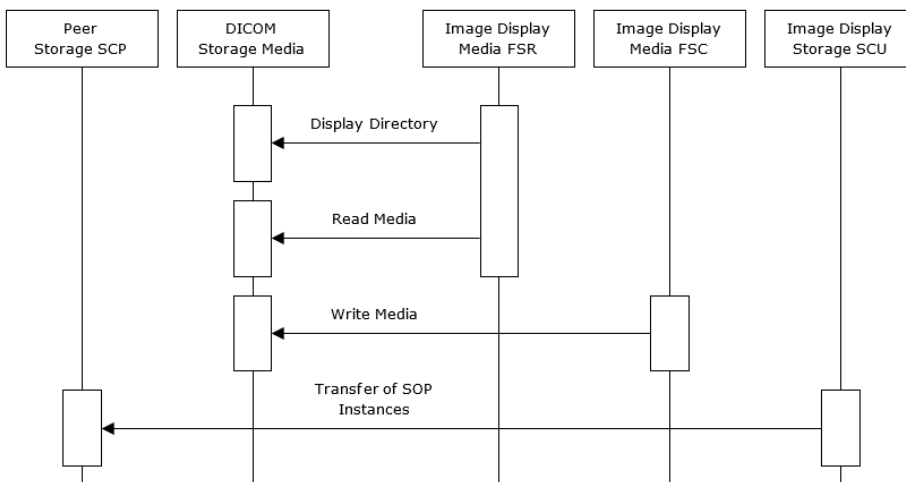 Peer
Storage SCP
DICOM
Storage Media
Image Display
Media FSR
Image Display
Media FSC
Image Display
Storage SCU
Display Directory
Read Media
Write Media
Transfer of SOP
Instances